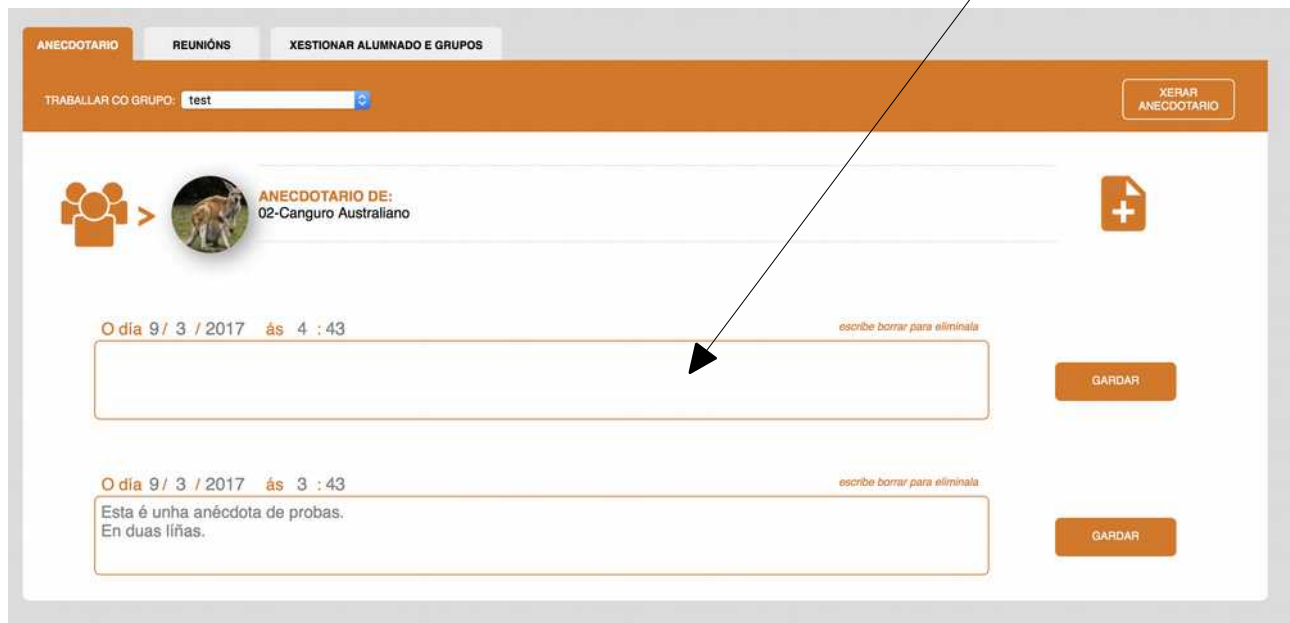 ANECDOTARIO REUNIÓNS XESTIONAR ALUMNADO E GRUPOS
TRABALLAR CO GRUPO: test
XERAR
ANECDOTARIO
ANECDOTARIO DE:
02-Canguro Australiano
O día 9/ 3 / 2017 ás 4 : 43 escribe borrar para eliminala
GARDAR
O día 9/ 3 / 2017 ás 3 : 43 escribe borrar para eliminala
Esta é unha anécdota de probas.
En duas líñas.
GARDAR